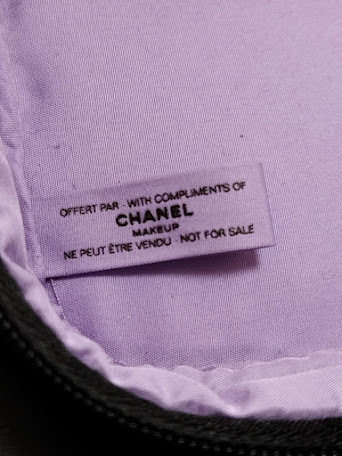 OFFERT PAR · WITH COMPLIMENTS OF
CHANEL
MAKEUP
NE PEUT ÊTRE VENDU · NOT FOR SALE